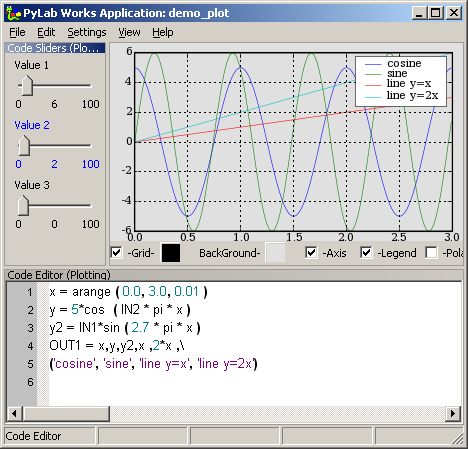 PyLab Works Application: demo_plot
File Edit Settings View Help
Code Sliders (Plo...
Value 1
0 6 100
Value 2
0 2 100
Value 3
0 0 100
6
4
2
0
-2
-4
-6
0.0 0.5 1.0 1.5 2.0 2.5 3.0
cosine
sine
line y=x
line y=2x
-Grid- BackGround- -Axis -Legend -Pola
Code Editor (Plotting)
1 x = arange ( 0.0, 3.0, 0.01 )
2 y = 5*cos ( IN2 * pi * x )
3 y2 = IN1*sin ( 2.7 * pi * x )
4 OUT1 = x,y,y2,x ,2*x ,\
5 ('cosine', 'sine', 'line y=x', 'line y=2x')
6
Code Editor